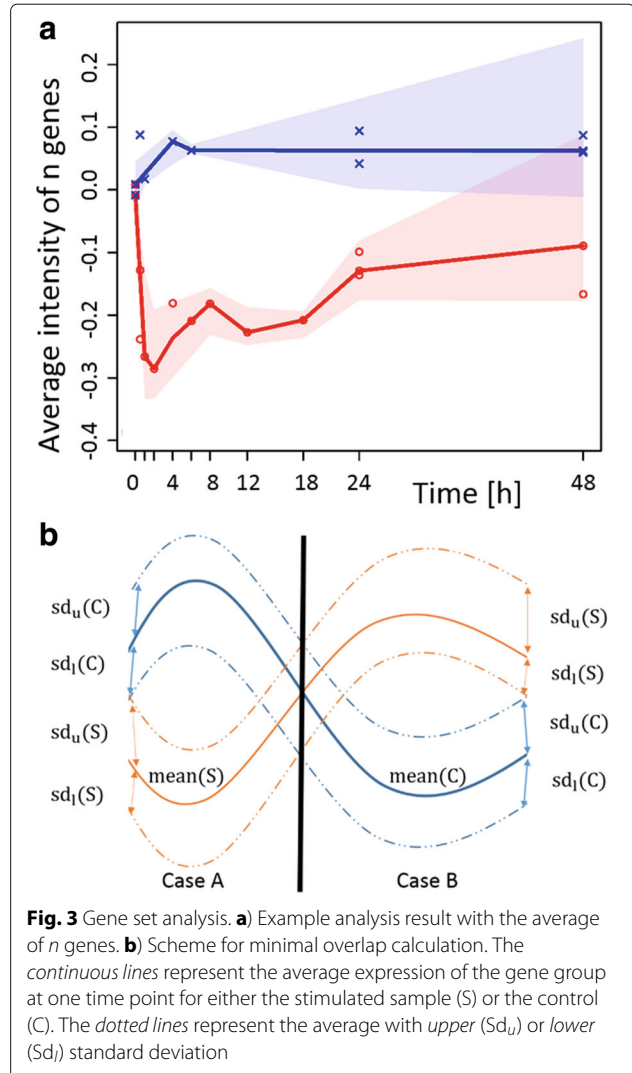 a
Average intensity of n genes
0.2
0.1
0.0
-0.1
-0.2
-0.3
-0.4
0 4 8 12 18 24 48
Time [h]
b
sdu(C)
sdl(C)
sdu(S)
sdl(S)
mean(S)
mean(C)
sdu(S)
sdl(S)
sdu(C)
sdl(C)
Case A
Case B
Fig. 3 Gene set analysis. a) Example analysis result with the average
of n genes. b) Scheme for minimal overlap calculation. The
continuous lines represent the average expression of the gene group
at one time point for either the stimulated sample (S) or the control
(C). The dotted lines represent the average with upper (Sdu) or lower
(Sdl) standard deviation